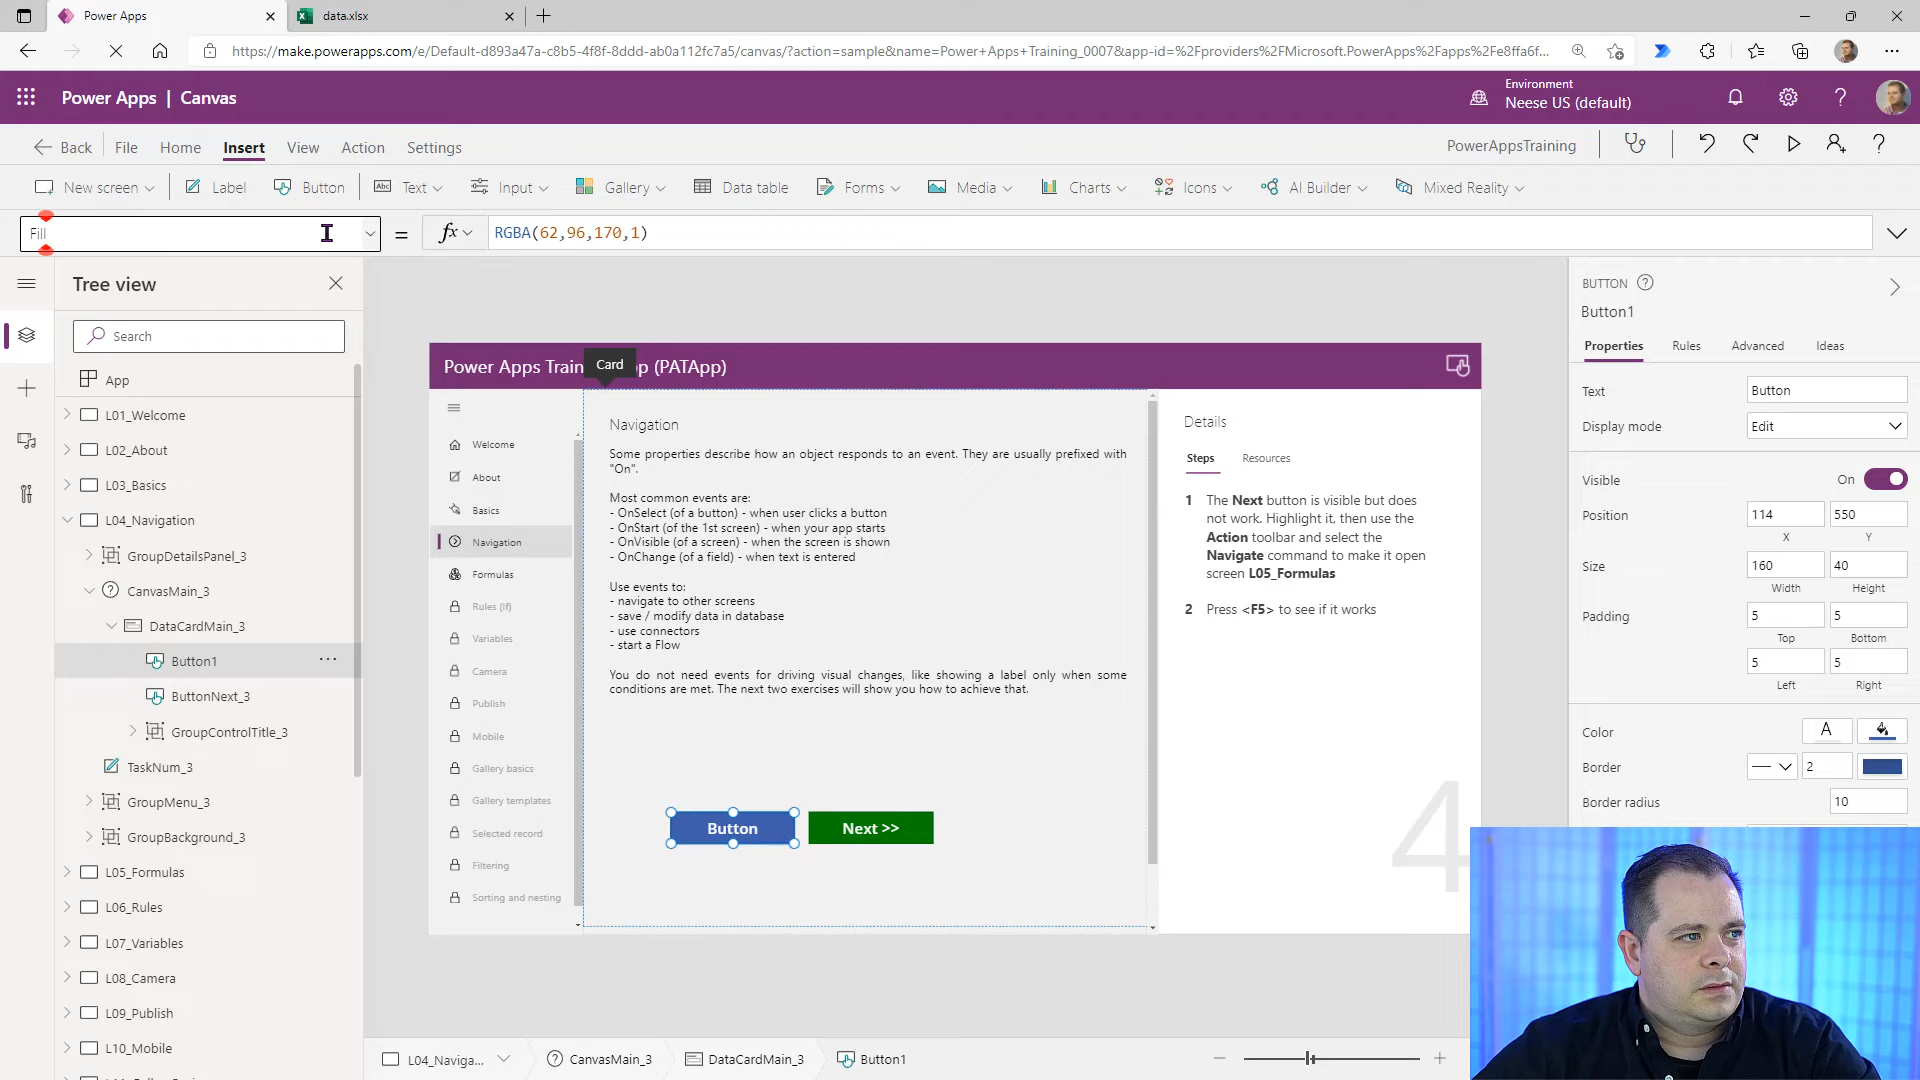 Power Apps
data.xlsx
https://make.powerapps.com/e/Default-d893a47a-c8b5-4f8f-8ddd-ab0a112fc7a5/canvas/?action=sample&name=Power+Apps+Training_0007&app-id=%2Fproviders%2FMicrosoft.PowerApps%2Fapps%2Fe8ffa6f...
Power Apps | Canvas
Environment
Neese US (default)
Back
File
Home
Insert
View
Action
Settings
PowerAppsTraining
New screen
Label
Button
Text
Input
Gallery
Data table
Forms
Media
Charts
Icons
AI Builder
Mixed Reality
Fill
=
fx
RGBA(62,96,170,1)
Tree view
Search
App
L01_Welcome
L02_About
L03_Basics
L04_Navigation
GroupDetailsPanel_3
CanvasMain_3
DataCardMain_3
Button1
ButtonNext_3
GroupControlTitle_3
TaskNum_3
GroupMenu_3
GroupBackground_3
L05_Formulas
L06_Rules
L07_Variables
L08_Camera
L09_Publish
L10_Mobile
Card
Power Apps Train p (PATApp)
Welcome
About
Basics
Navigation
Formulas
Rules (If)
Variables
Camera
Publish
Mobile
Gallery basics
Gallery templates
Selected record
Filtering
Sorting and nesting
Navigation
Some properties describe how an object responds to an event. They are usually prefixed with
"On".
Most common events are:
- OnSelect (of a button) - when user clicks a button
- OnStart (of the 1st screen) - when your app starts
- OnVisible (of a screen) - when the screen is shown
- OnChange (of a field) - when text is entered
Use events to:
- navigate to other screens
- save / modify data in database
- use connectors
- start a Flow
You do not need events for driving visual changes, like showing a label only when some
conditions are met. The next two exercises will show you how to achieve that.
Button
Next >>
Details
Steps
Resources
1 The Next button is visible but does
not work. Highlight it, then use the
Action toolbar and select the
Navigate command to make it open
screen L05_Formulas
2 Press <F5> to see if it works
4
BUTTON
Button1
Properties
Rules
Advanced
Ideas
Text
Button
Display mode
Edit
Visible
On
Position
114
550
X
Y
Size
160
40
Width
Height
Padding
5
5
Top
Bottom
5
5
Left
Right
Color
A
Border
2
Border radius
10
L04_Naviga...
CanvasMain_3
DataCardMain_3
Button1